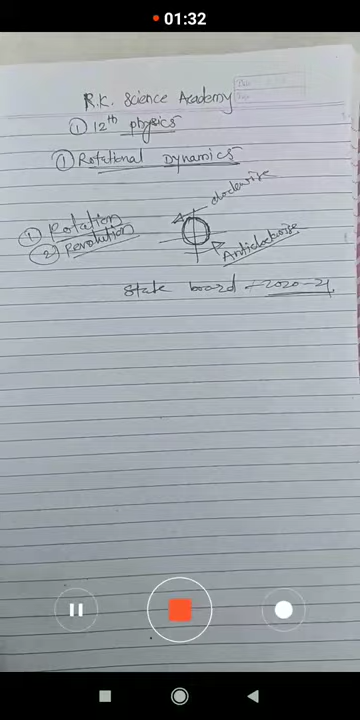 01:32
R.K. Science Academy
① 12th physics
① Rotational Dynamics
clockwise
① Rotation
② Revolution
Anticlockwise
State board - 2020-21